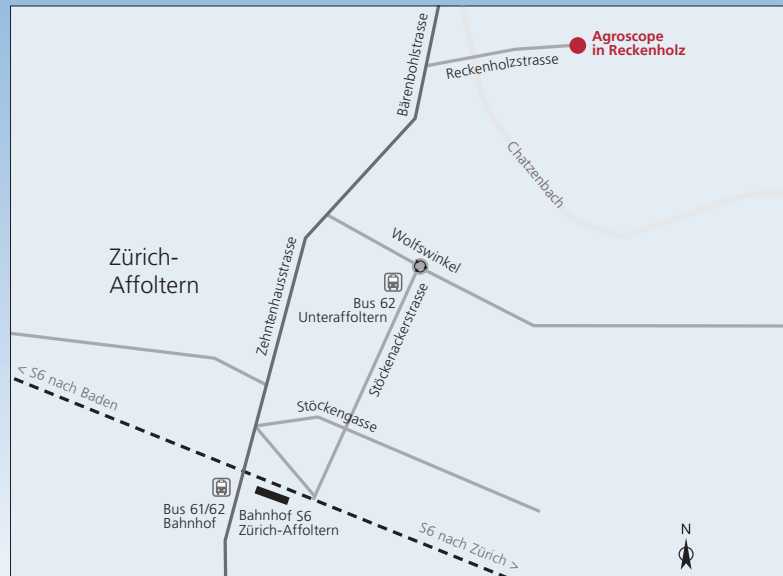 Agroscope
in Reckenholz
Bärenbohlstrasse
Reckenholzstrasse
Chatzenbach
Zürich-
Affoltern
Wolfswinkel
Zehntenhausstrasse
Bus 62
Unteraffoltern
Stöckenackerstrasse
< S6 nach Baden
Stöckengasse
Bus 61/62
Bahnhof
Bahnhof S6
Zürich-Affoltern
S6 nach Zürich >
N